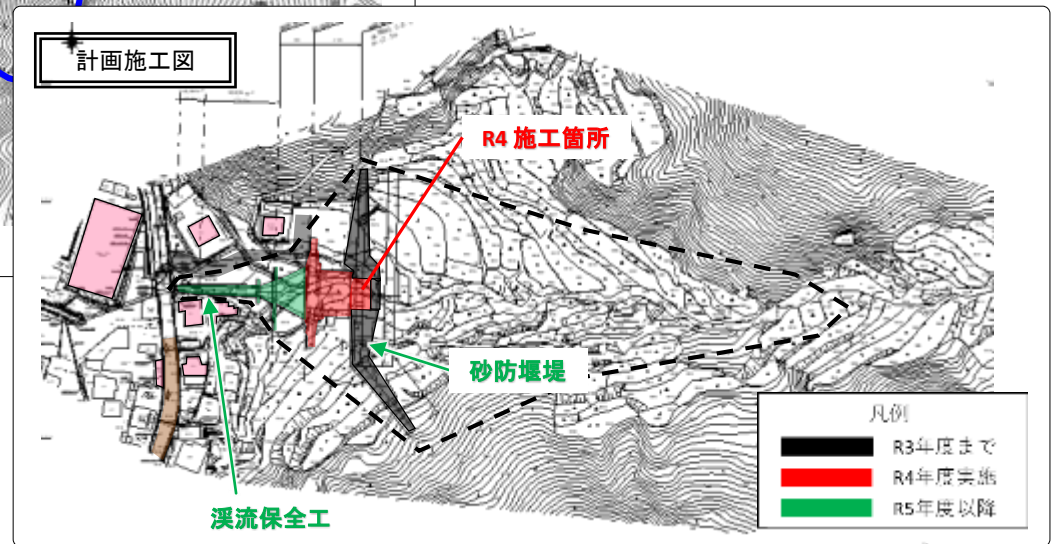 計画施工図
R4 施工箇所
砂防堰堤
渓流保全工
凡例
R3年度まで
R4年度実施
R5年度以降